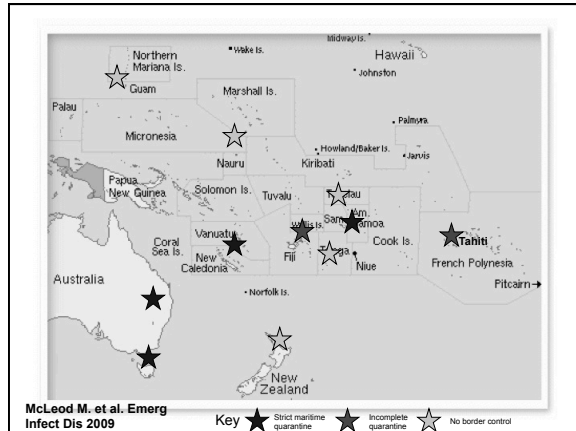 Midway Is.
Hawaii
Wake Is.
Northern
Mariana Is.
Johnston
Guam
Marshall Is.
Palau
Palmyra
Micronesia
Howland/Baker Is.
Jarvis
Nauru
Kiribati
Papua
New Guinea
Solomon Is.
Tuvalu
Am.
Samoa
Wallis Is.
Vanuatu
Cook Is.
Tahiti
Coral
Sea Is.
New
Caledonia
Fiji
Tonga
Niue
French Polynesia
Australia
Pitcairn
Norfolk Is.
New
Zealand
McLeod M. et al. Emerg
Infect Dis 2009
Key
Strict maritime
quarantine
Incomplete
quarantine
No border control